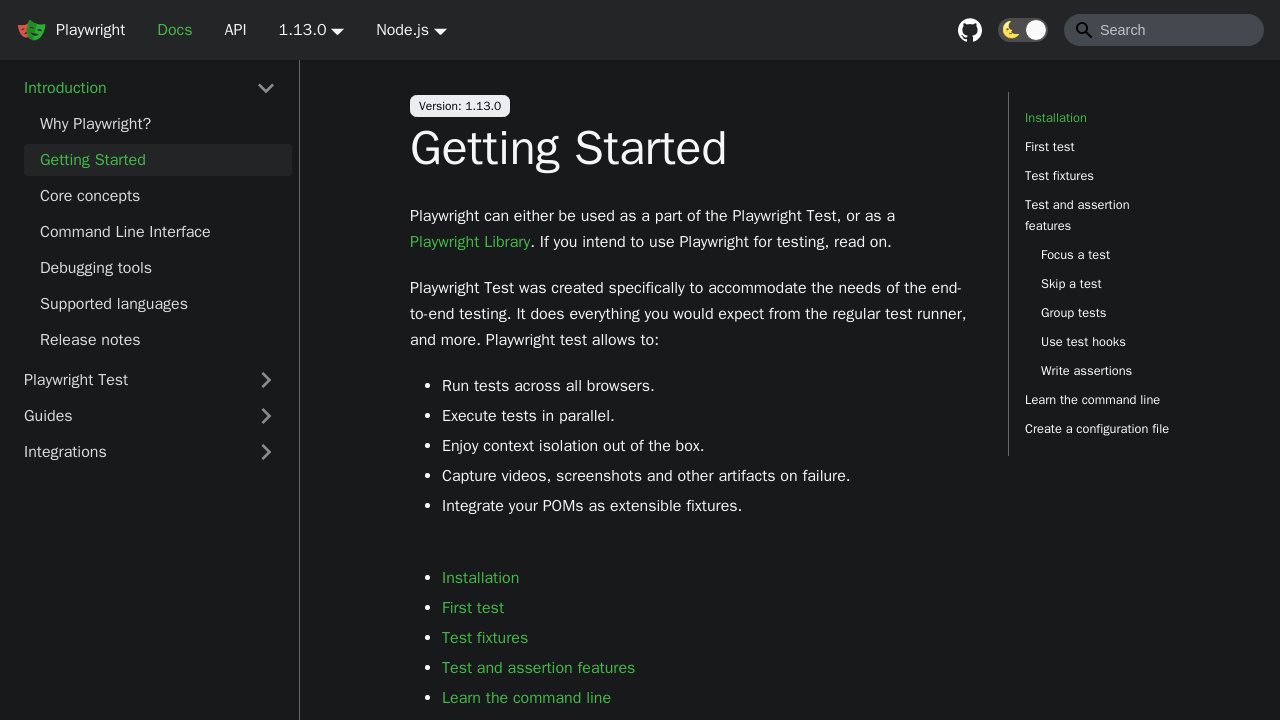 Playwright
Docs
API
1.13.0
Node.js
Search
Introduction
Why Playwright?
Getting Started
Core concepts
Command Line Interface
Debugging tools
Supported languages
Release notes
Playwright Test
Guides
Integrations
Version: 1.13.0
Getting Started
Playwright can either be used as a part of the Playwright Test, or as a
Playwright Library. If you intend to use Playwright for testing, read on.
Playwright Test was created specifically to accommodate the needs of the end-
to-end testing. It does everything you would expect from the regular test runner,
and more. Playwright test allows to:
Run tests across all browsers.
Execute tests in parallel.
Enjoy context isolation out of the box.
Capture videos, screenshots and other artifacts on failure.
Integrate your POMs as extensible fixtures.
Installation
First test
Test fixtures
Test and assertion features
Learn the command line
Installation
First test
Test fixtures
Test and assertion
features
Focus a test
Skip a test
Group tests
Use test hooks
Write assertions
Learn the command line
Create a configuration file